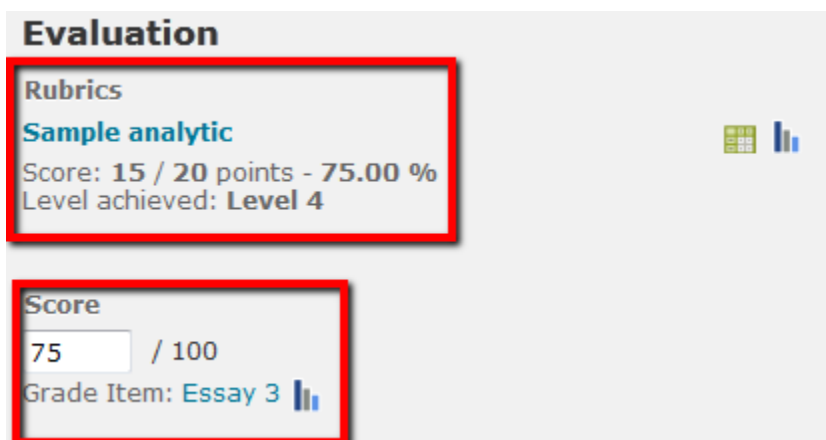 Evaluation
Rubrics
Sample analytic
Score: 15 / 20 points - 75.00 %
Level achieved: Level 4
Score
75 / 100
Grade Item: Essay 3